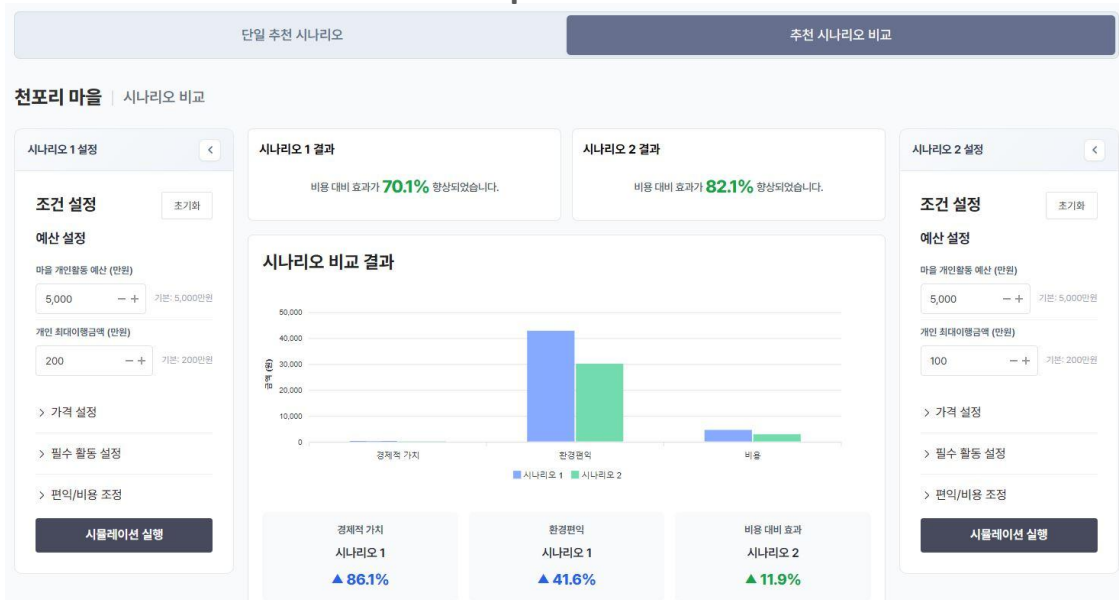 단일 추천 시나리오
추천 시나리오 비교
천포리 마을 | 시나리오 비교
시나리오 1 설정
조건 설정
초기화
예산 설정
마을 개인활동 예산 (만원)
5,000
기본: 5,000만원
개인 최대이행금액 (만원)
200
기본: 200만원
> 가격 설정
> 필수 활동 설정
> 편익/비용 조정
시뮬레이션 실행
시나리오 1 결과
비용 대비 효과가 70.1% 향상되었습니다.
시나리오 2 결과
비용 대비 효과가 82.1% 향상되었습니다.
시나리오 비교 결과
금액 (원)
50,000
40,000
30,000
20,000
10,000
0
경제적 가치
환경편익
비용
시나리오 1
시나리오 2
경제적 가치
시나리오 1
▲ 86.1%
환경편익
시나리오 1
▲ 41.6%
비용 대비 효과
시나리오 2
▲ 11.9%
시나리오 2 설정
조건 설정
초기화
예산 설정
마을 개인활동 예산 (만원)
5,000
기본: 5,000만원
개인 최대이행금액 (만원)
100
기본: 200만원
> 가격 설정
> 필수 활동 설정
> 편익/비용 조정
시뮬레이션 실행